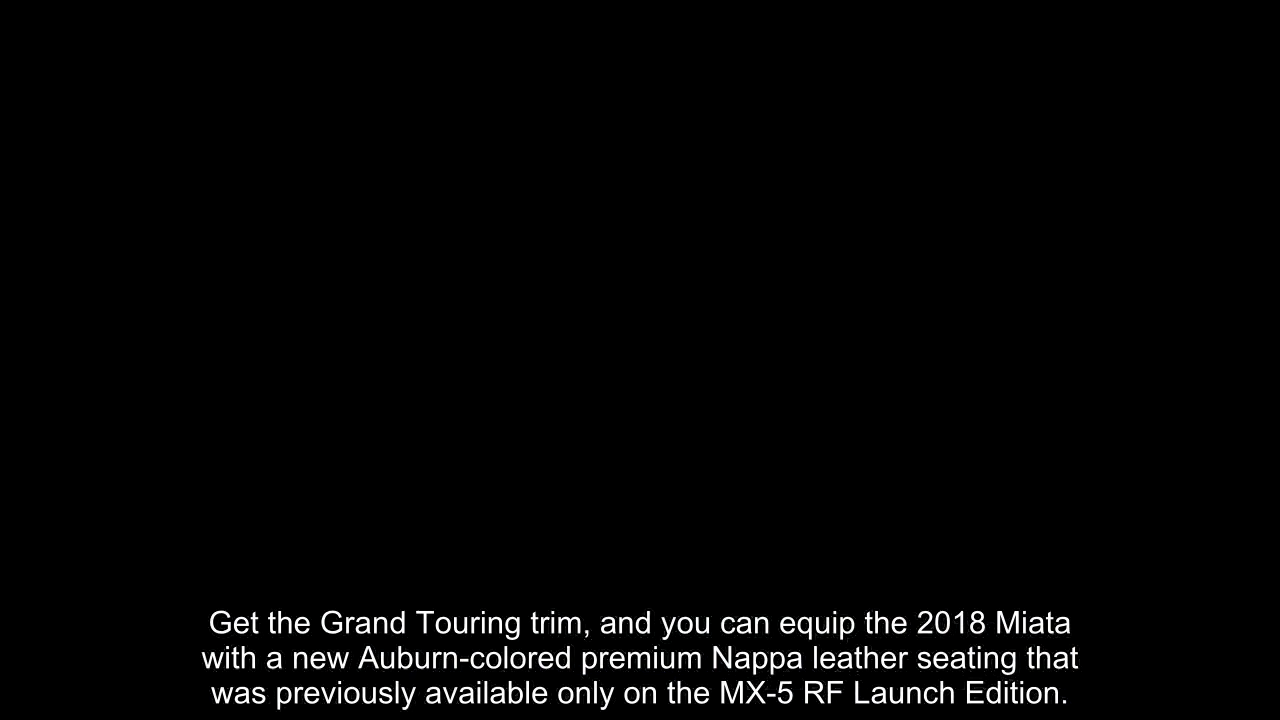 Get the Grand Touring trim, and you can equip the 2018 Miata
with a new Auburn-colored premium Nappa leather seating that
was previously available only on the MX-5 RF Launch Edition.